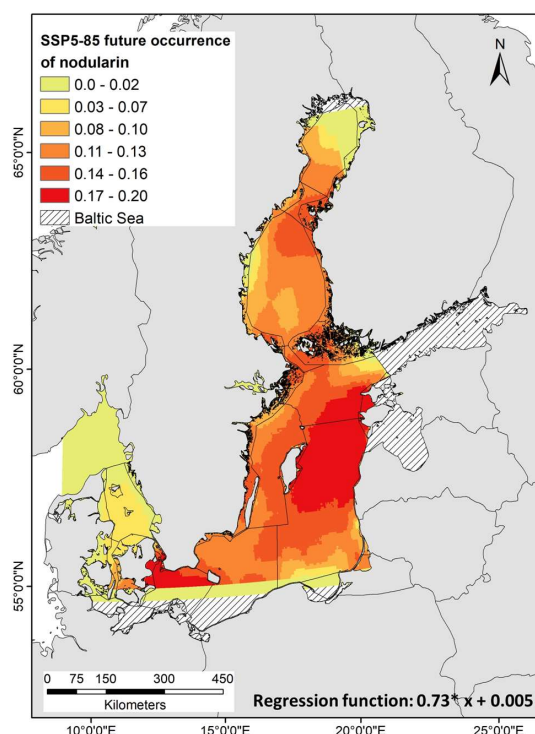 SSP5-85 future occurrence
of nodularin
0.0 - 0.02
0.03 - 0.07
0.08 - 0.10
0.11 - 0.13
0.14 - 0.16
0.17 - 0.20
Baltic Sea
N
65°0'0"N
60°0'0"N
55°0'0"N
0 75 150 300 450
Kilometers
Regression function: 0.73* x + 0.005
10°0'0"E 15°0'0"E 20°0'0"E 25°0'0"E